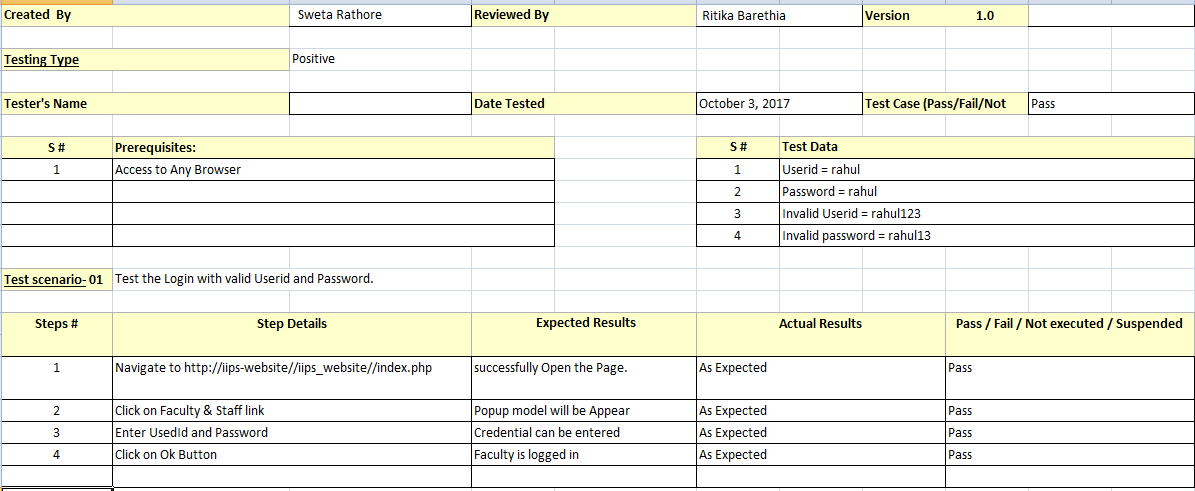 Created By Sweta Rathore Reviewed By Ritika Barethia Version 1.0
Testing Type Positive
Tester's Name Date Tested October 3, 2017 Test Case (Pass/Fail/Not Pass
S # Prerequisites: S # Test Data
1 Access to Any Browser 1 Userid = rahul
2 Password = rahul
3 Invalid Userid = rahul123
4 Invalid password = rahul13
Test scenario- 01 Test the Login with valid Userid and Password.
Steps # Step Details Expected Results Actual Results Pass / Fail / Not executed / Suspended
1 Navigate to http://iips-website//iips_website//index.php successfully Open the Page. As Expected Pass
2 Click on Faculty & Staff link Popup model will be Appear As Expected Pass
3 Enter UsedId and Password Credential can be entered As Expected Pass
4 Click on Ok Button Faculty is logged in As Expected Pass